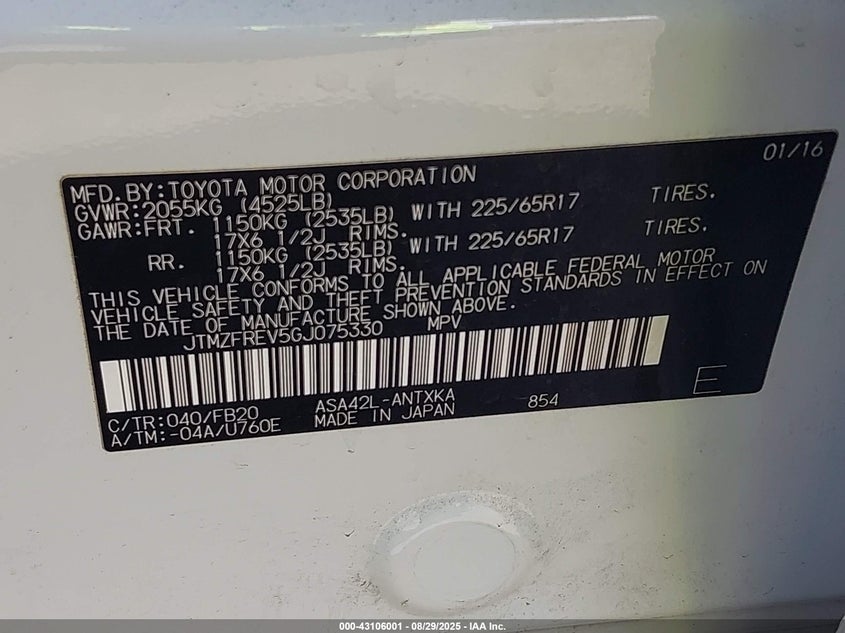 01/16
MFD.BY:TOYOTA MOTOR CORPORATION
GVWR:2055KG (4525LB)
GAWR:FRT. 1150KG (2535LB) WITH 225/65R17 TIRES.
17X6 1/2J RIMS.
RR. 1150KG (2535LB) WITH 225/65R17 TIRES.
17X6 1/2J RIMS.
THIS VEHICLE CONFORMS TO ALL APPLICABLE FEDERAL MOTOR
VEHICLE SAFETY AND THEFT PREVENTION STANDARDS IN EFFECT ON
THE DATE OF MANUFACTURE SHOWN ABOVE.
JTMZFREV5GJ075330 MPV
E
C/TR:040/FB20 ASA42L-ANTXKA 854
A/TM:-04A/U760E MADE IN JAPAN
000-43106001 - 08/29/2025 - IAA Inc.